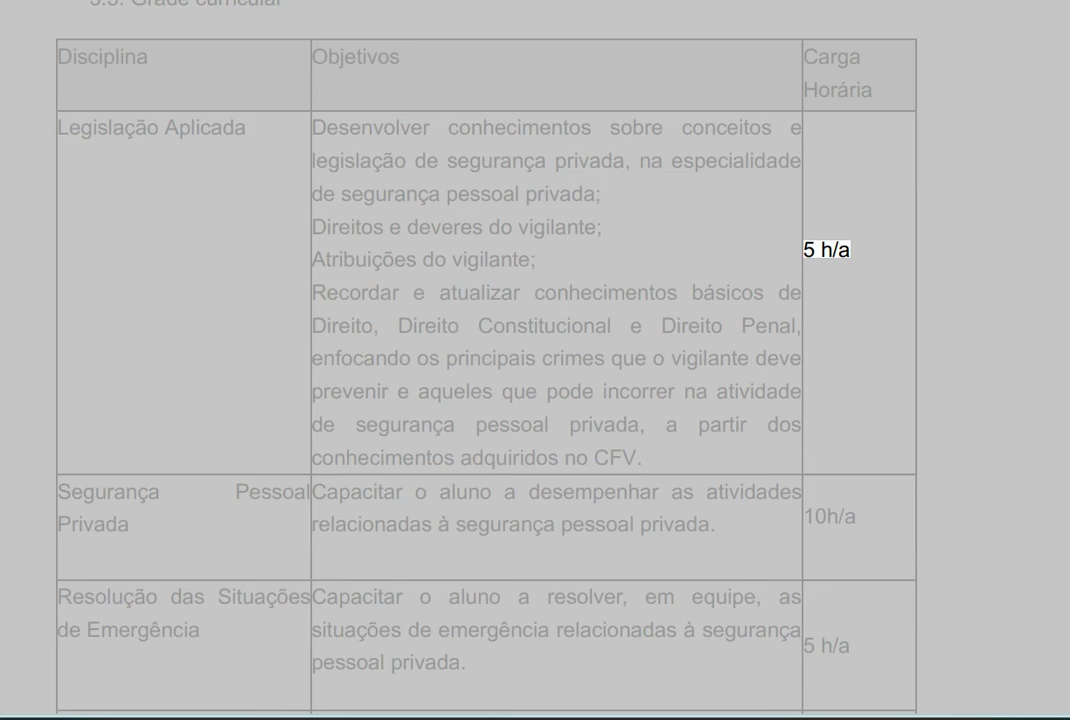 5.3. Grade curricular
Disciplina
Objetivos
Carga
Horária
Legislação Aplicada
Desenvolver conhecimentos sobre conceitos e
legislação de segurança privada, na especialidade
de segurança pessoal privada;
Direitos e deveres do vigilante;
Atribuições do vigilante;
Recordar e atualizar conhecimentos básicos de
Direito, Direito Constitucional e Direito Penal,
enfocando os principais crimes que o vigilante deve
prevenir e aqueles que pode incorrer na atividade
de segurança pessoal privada, a partir dos
conhecimentos adquiridos no CFV.
5 h/a
Segurança Pessoal
Privada
Capacitar o aluno a desempenhar as atividades
relacionadas à segurança pessoal privada.
10h/a
Resolução das Situações
de Emergência
Capacitar o aluno a resolver, em equipe, as
situações de emergência relacionadas à segurança
pessoal privada.
5 h/a